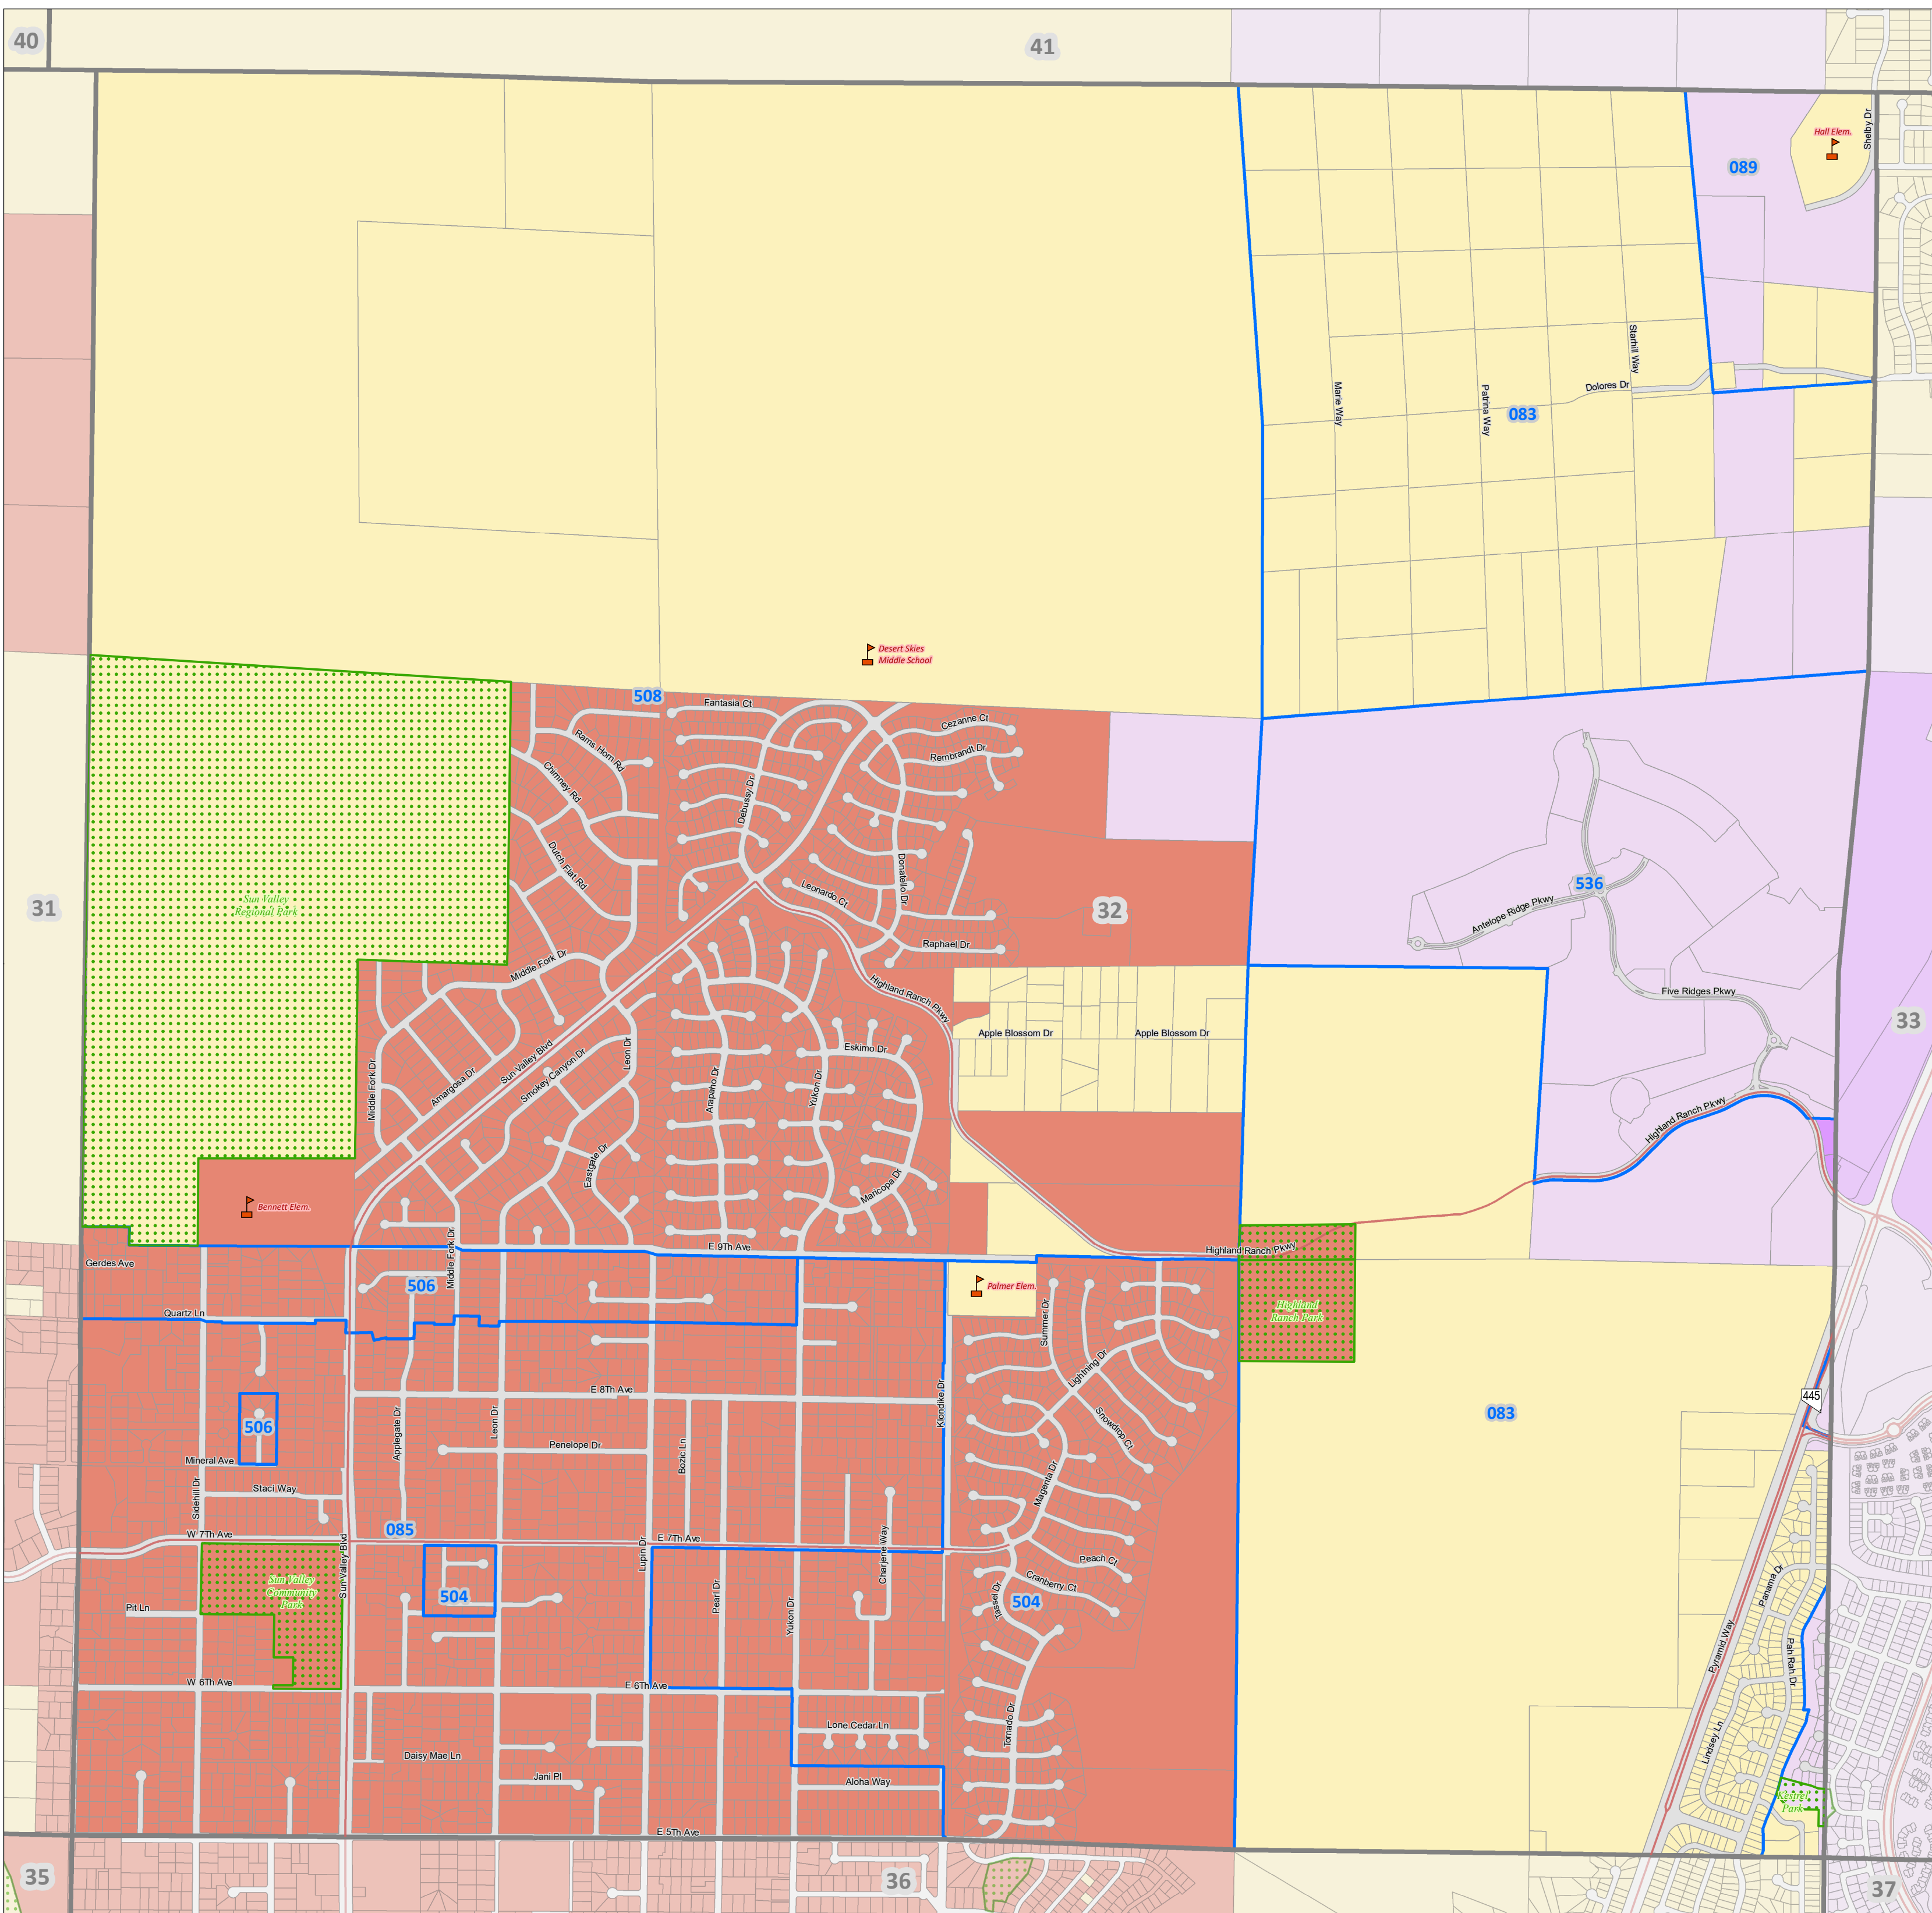 40
41
Hall Elem.
Shelby Dr
089
Starhill Way
Marie Way
Patrina Way
Dolores Dr
083
Desert Skies
Middle School
508
Fantasia Ct
Cezanne Ct
Rembrandt Dr
Rams Horn Rd
Chimney Rd
Debussy Dr
Dutch Flat Rd
Donatello Dr
Leonardo Ct
Sun Valley
Regional Park
31
32
536
Antelope Ridge Pkwy
Raphael Dr
Middle Fork Dr
Highland Ranch Pkwy
Five Ridges Pkwy
33
Apple Blossom Dr
Apple Blossom Dr
Eskimo Dr
Leon Dr
Sun Valley Blvd
Smokey Canyon Dr
Amargosa Dr
Middle Fork Dr
Arapaho Dr
Yukon Dr
Highland Ranch Pkwy
Eastgate Dr
Maricopa Dr
Bennett Elem.
E 9Th Ave
Highland Ranch Pkwy
Gerdes Ave
Middle Fork Dr
506
Palmer Elem.
Quartz Ln
Summer Dr
Highland
Ranch Park
Lightning Dr
E 8Th Ave
Klondike Dr
445
083
506
Applegate Dr
Leon Dr
Penelope Dr
Bozic Ln
Snowdrop Ct
Mineral Ave
Staci Way
Sidehill Dr
Magenta Dr
085
W 7Th Ave
E 7Th Ave
Sun Valley Blvd
Lupin Dr
Charlene Way
Peach Ct
Cranberry Ct
Sun Valley
Community
Park
504
504
Pit Ln
Pearl Dr
Yukon Dr
Tassel Dr
Panama Dr
Pyramid Way
Pah Rah Dr
W 6Th Ave
E 6Th Ave
Lone Cedar Ln
Tornado Dr
Lindsey Ln
Daisy Mae Ln
Jani Pl
Aloha Way
Kestrel
Park
E 5Th Ave
35
36
37